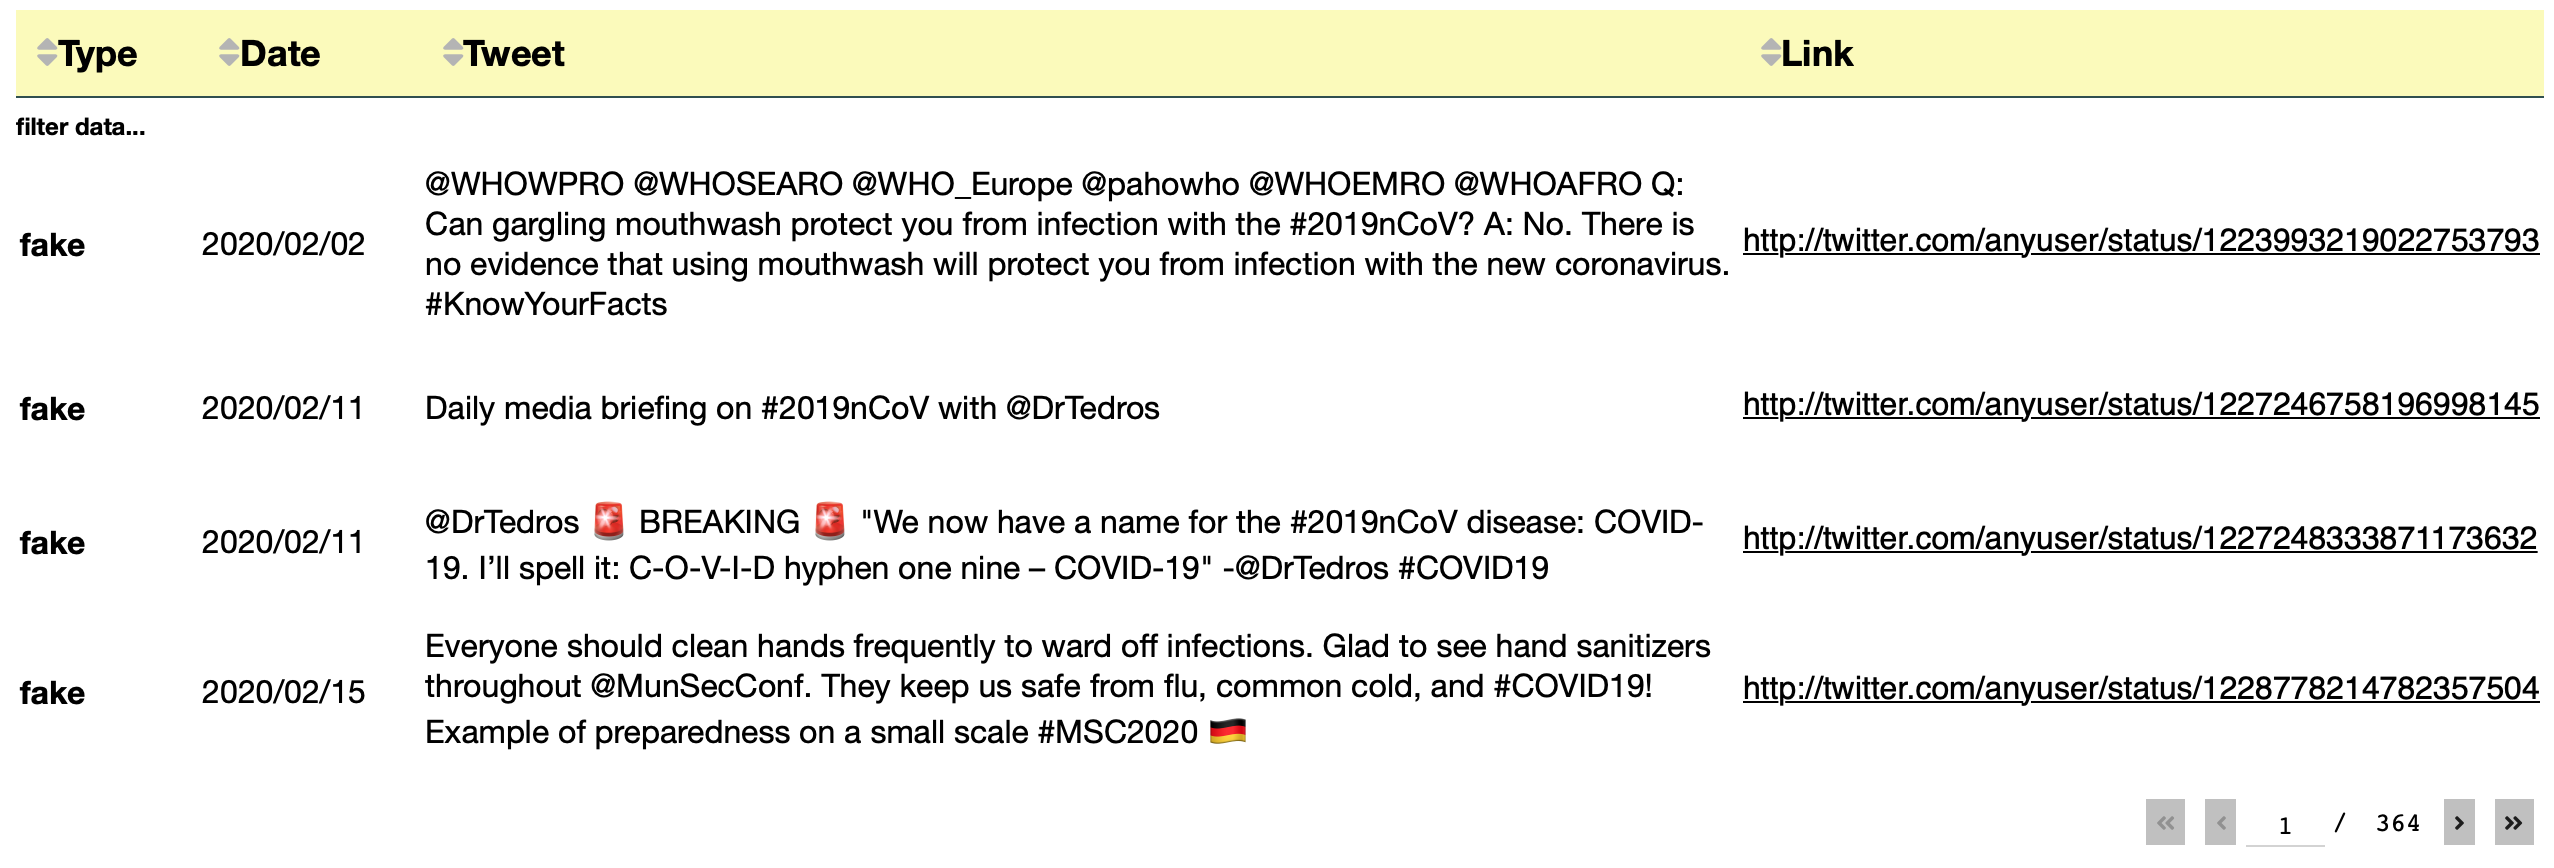 Type Date Tweet Link
filter data...
@WHOWPRO @WHOSEARO @WHO_Europe @pahowho @WHOEMRO @WHOAFRO Q:
Can gargling mouthwash protect you from infection with the #2019nCoV? A: No. There is
fake 2020/02/02 http://twitter.com/anyuser/status/1223993219022753793
no evidence that using mouthwash will protect you from infection with the new coronavirus.
#KnowYourFacts
fake 2020/02/11 Daily media briefing on #2019nCoV with @DrTedros http://twitter.com/anyuser/status/1227246758196998145
@DrTedros 🚨 BREAKING 🚨 "We now have a name for the #2019nCoV disease: COVID-
fake 2020/02/11 http://twitter.com/anyuser/status/1227248333871173632
19. I’ll spell it: C-O-V-I-D hyphen one nine – COVID-19" -@DrTedros #COVID19
Everyone should clean hands frequently to ward off infections. Glad to see hand sanitizers
fake 2020/02/15 throughout @MunSecConf. They keep us safe from flu, common cold, and #COVID19! http://twitter.com/anyuser/status/1228778214782357504
Example of preparedness on a small scale #MSC2020 🇩🇪
« ‹ 1 / 364 › »